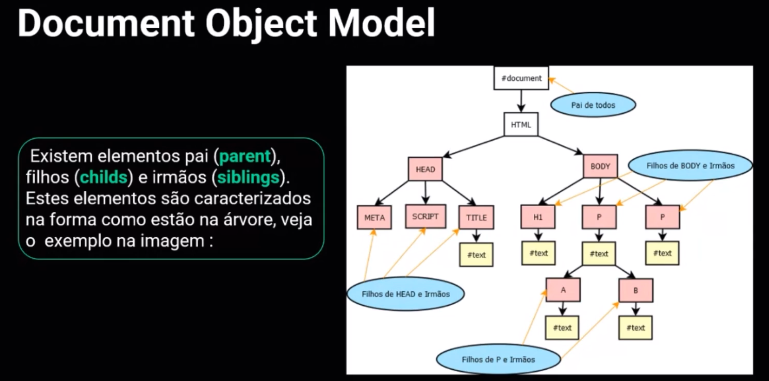 Document Object Model
Existem elementos pai (parent),
filhos (childs) e irmãos (siblings).
Estes elementos são caracterizados
na forma como estão na árvore, veja
o exemplo na imagem :
#document
Pai de todos
HTML
HEAD
BODY
Filhos de BODY e Irmãos
META
SCRIPT
TITLE
H1
P
P
#text
#text
#text
#text
Filhos de HEAD e Irmãos
A
B
#text
#text
Filhos de P e Irmãos